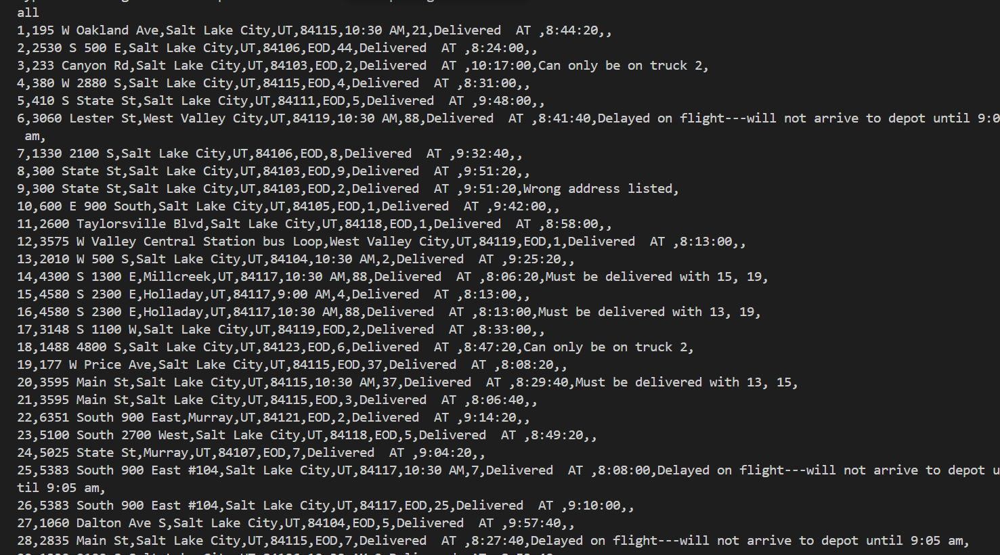 all
1,195 W Oakland Ave,Salt Lake City,UT,84115,10:30 AM,21,Delivered  AT ,8:44:20,,
2,2530 S 500 E,Salt Lake City,UT,84106,EOD,44,Delivered  AT ,8:24:00,,
3,233 Canyon Rd,Salt Lake City,UT,84103,EOD,2,Delivered  AT ,10:17:00,Can only be on truck 2,
4,380 W 2880 S,Salt Lake City,UT,84115,EOD,4,Delivered  AT ,8:31:00,,
5,410 S State St,Salt Lake City,UT,84111,EOD,5,Delivered  AT ,9:48:00,,
6,3060 Lester St,West Valley City,UT,84119,10:30 AM,88,Delivered  AT ,8:41:40,Delayed on flight---will not arrive to depot until 9:0
am,
7,1330 2100 S,Salt Lake City,UT,84106,EOD,8,Delivered  AT ,9:32:40,,
8,300 State St,Salt Lake City,UT,84103,EOD,9,Delivered  AT ,9:51:20,,
9,300 State St,Salt Lake City,UT,84103,EOD,2,Delivered  AT ,9:51:20,Wrong address listed,
10,600 E 900 South,Salt Lake City,UT,84105,EOD,1,Delivered  AT ,9:42:00,,
11,2600 Taylorsville Blvd,Salt Lake City,UT,84118,EOD,1,Delivered  AT ,8:58:00,,
12,3575 W Valley Central Station bus Loop,West Valley City,UT,84119,EOD,1,Delivered  AT ,8:13:00,,
13,2010 W 500 S,Salt Lake City,UT,84104,10:30 AM,2,Delivered  AT ,9:25:20,,
14,4300 S 1300 E,Millcreek,UT,84117,10:30 AM,88,Delivered  AT ,8:06:20,Must be delivered with 15, 19,
15,4580 S 2300 E,Holladay,UT,84117,9:00 AM,4,Delivered  AT ,8:13:00,,
16,4580 S 2300 E,Holladay,UT,84117,10:30 AM,88,Delivered  AT ,8:13:00,Must be delivered with 13, 19,
17,3148 S 1100 W,Salt Lake City,UT,84119,EOD,2,Delivered  AT ,8:33:00,,
18,1488 4800 S,Salt Lake City,UT,84123,EOD,6,Delivered  AT ,8:47:20,Can only be on truck 2,
19,177 W Price Ave,Salt Lake City,UT,84115,EOD,37,Delivered  AT ,8:08:20,,
20,3595 Main St,Salt Lake City,UT,84115,10:30 AM,37,Delivered  AT ,8:29:40,Must be delivered with 13, 15,
21,3595 Main St,Salt Lake City,UT,84115,EOD,3,Delivered  AT ,8:06:40,,
22,6351 South 900 East,Murray,UT,84121,EOD,2,Delivered  AT ,9:14:20,,
23,5100 South 2700 West,Salt Lake City,UT,84118,EOD,5,Delivered  AT ,8:49:20,,
24,5025 State St,Murray,UT,84107,EOD,7,Delivered  AT ,9:04:20,,
25,5383 South 900 East #104,Salt Lake City,UT,84117,10:30 AM,7,Delivered  AT ,8:08:00,Delayed on flight---will not arrive to depot u
til 9:05 am,
26,5383 South 900 East #104,Salt Lake City,UT,84117,EOD,25,Delivered  AT ,9:10:00,,
27,1060 Dalton Ave S,Salt Lake City,UT,84104,EOD,5,Delivered  AT ,9:57:40,,
28,2835 Main St,Salt Lake City,UT,84115,EOD,7,Delivered  AT ,8:27:40,Delayed on flight---will not arrive to depot until 9:05 am,